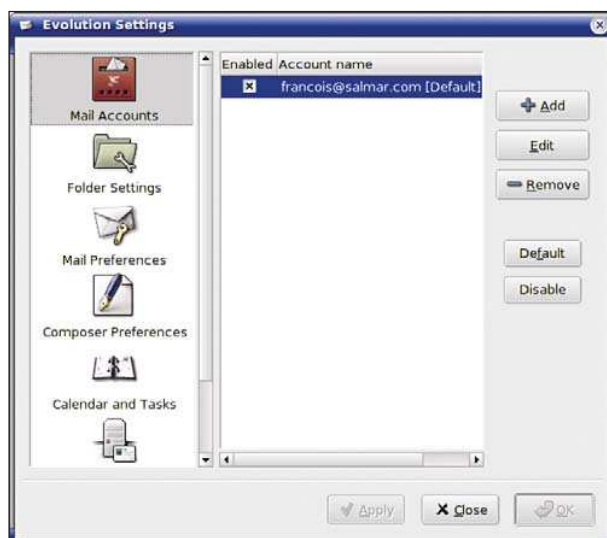 Evolution Settings
Mail Accounts
Folder Settings
Mail Preferences
Composer Preferences
Calendar and Tasks
Enabled Account name
francois@salmar.com [Default]
Add
Edit
Remove
Default
Disable
Apply
Close
OK